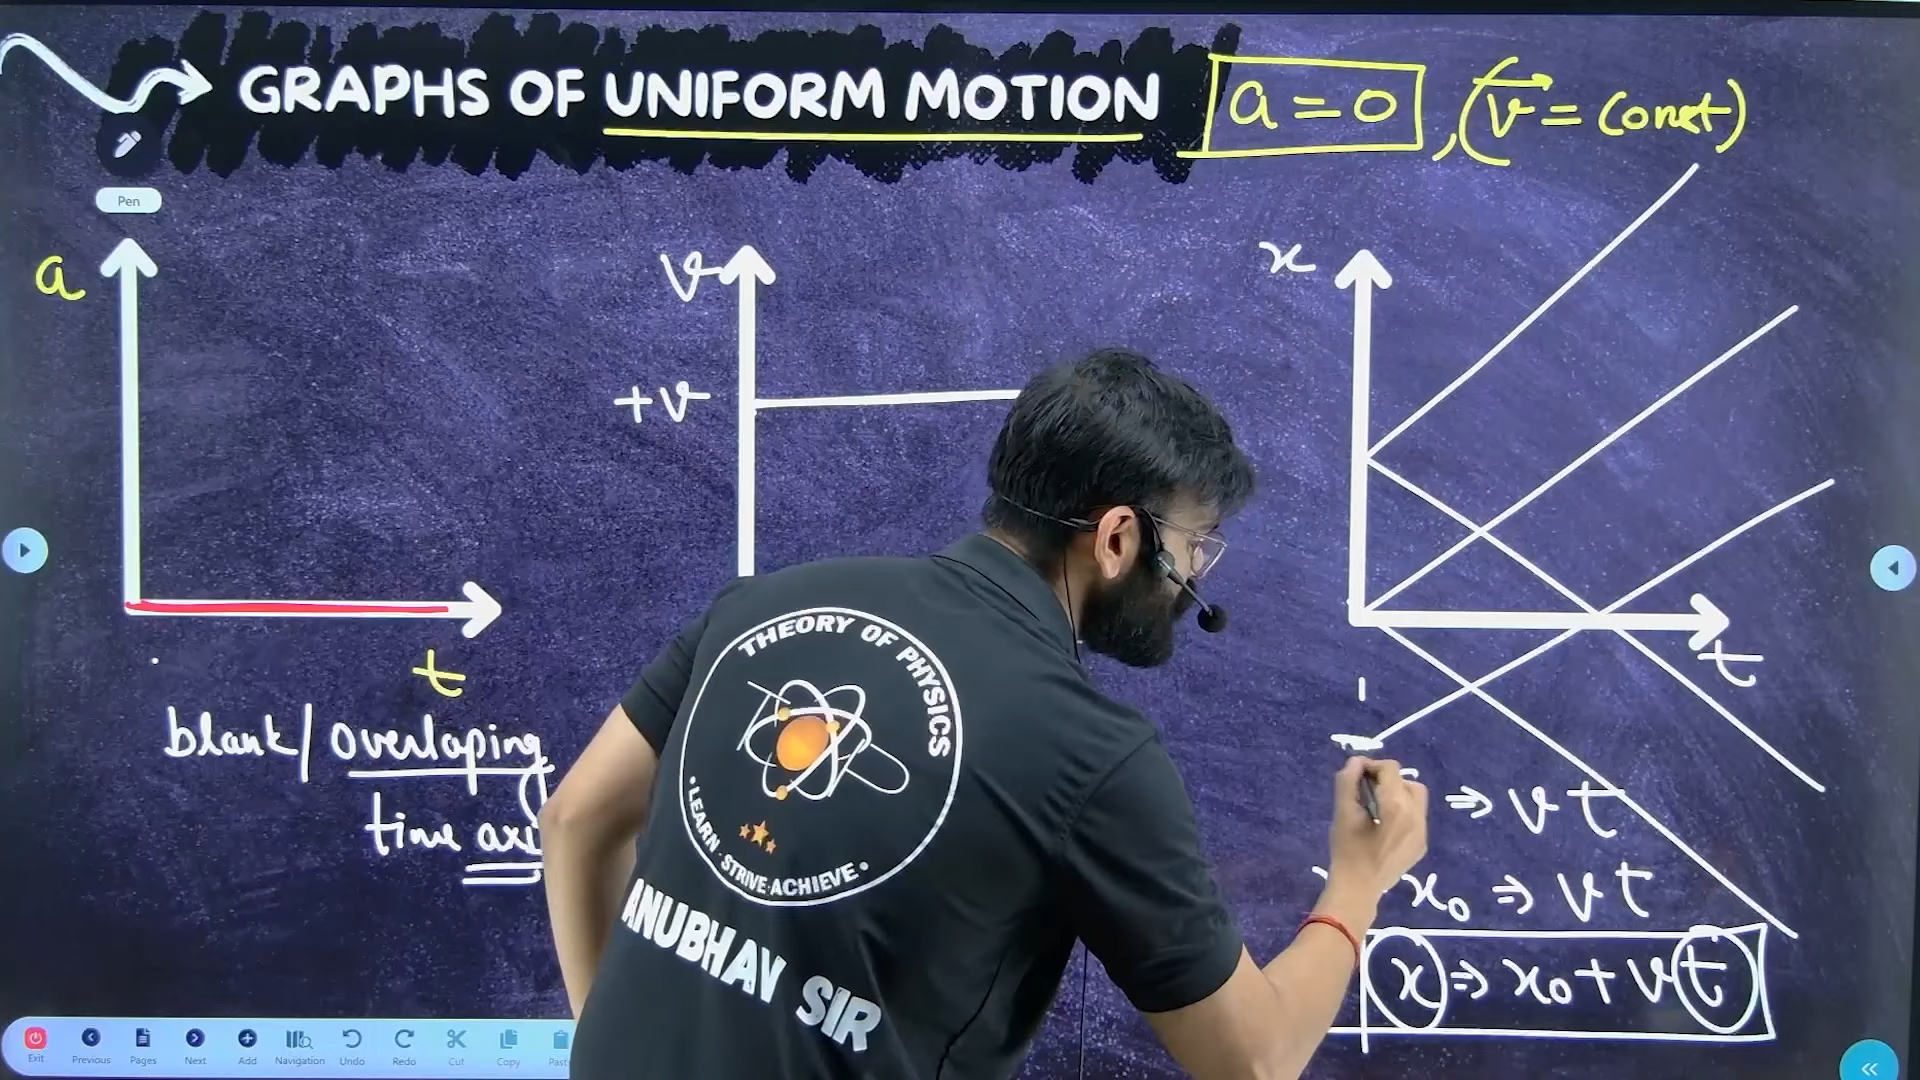 GRAPHS OF UNIFORM MOTION
a = 0 , (v⃗ = const)
Pen
a
t
blank/overlaping
time
v
+v
x
t
⇒ vt
x₀ ⇒ vt
x ⇒ x₀ + vt
THEORY OF PHYSICS
• LEARN • STRIVE • ACHIEVE •
ANUBHAV SIR
Exit
Previous
Pages
Next
Add
Navigation
Undo
Redo
Cut
Copy